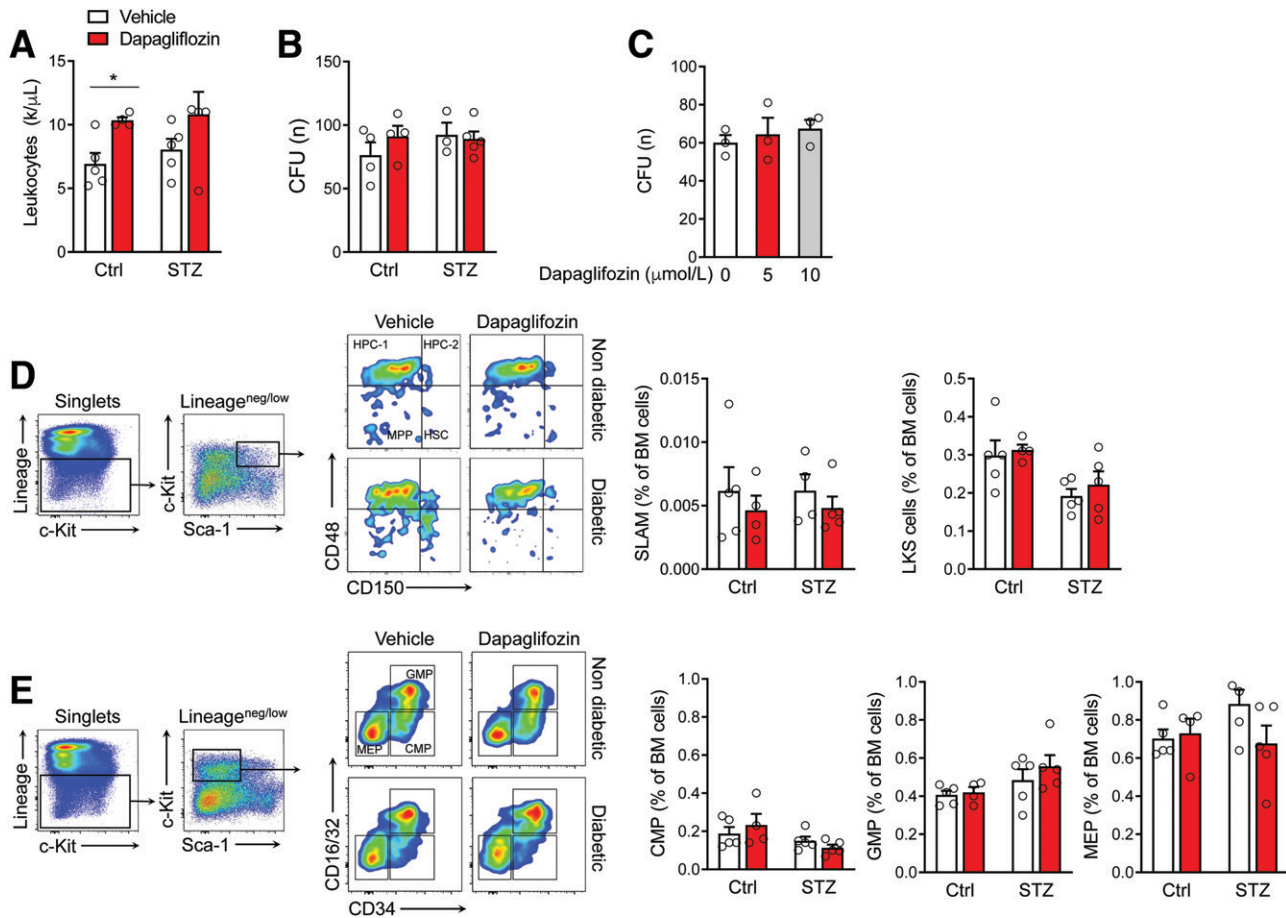 Vehicle
Dapagliflozin
A
Leukocytes (k/μL)
15
10
5
0
*
Ctrl
STZ
B
CFU (n)
150
100
75
50
0
Ctrl
STZ
C
CFU (n)
100
80
60
40
20
0
Dapaglifozin (μmol/L)
0
5
10
D
Singlets
Lineage
c-Kit
Lineageneg/low
c-Kit
Sca-1
Vehicle
Dapaglifozin
HPC-1
HPC-2
MPP
HSC
Non diabetic
Diabetic
CD48
CD150
SLAM (% of BM cells)
0.015
0.010
0.005
0.000
Ctrl
STZ
LKS cells (% of BM cells)
0.5
0.4
0.3
0.2
0.1
0.0
Ctrl
STZ
E
Singlets
Lineage
c-Kit
Lineageneg/low
c-Kit
Sca-1
Vehicle
Dapaglifozin
GMP
MEP
CMP
Non diabetic
Diabetic
CD16/32
CD34
CMP (% of BM cells)
1.0
0.8
0.6
0.4
0.2
0.0
Ctrl
STZ
GMP (% of BM cells)
1.0
0.8
0.6
0.4
0.2
0.0
Ctrl
STZ
MEP (% of BM cells)
1.0
0.8
0.6
0.4
0.2
0.0
Ctrl
STZ